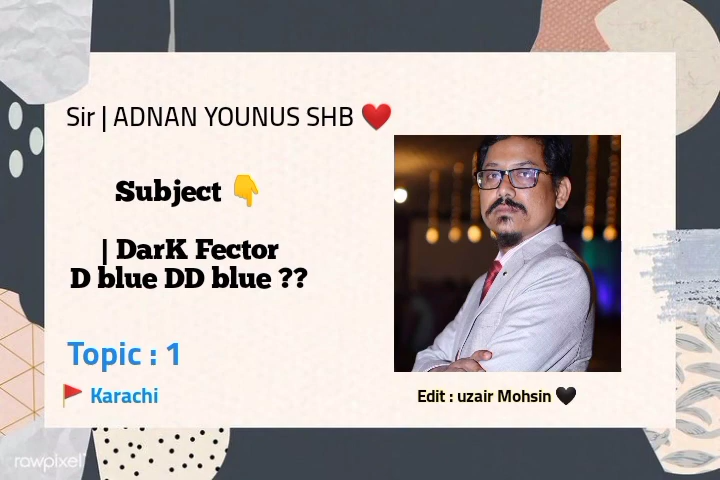 Sir | ADNAN YOUNUS SHB ❤️
Subject 👇
| DarK Fector
D blue DD blue ??
Topic : 1
🚩 Karachi
Edit : uzair Mohsin 🖤
rawpixel